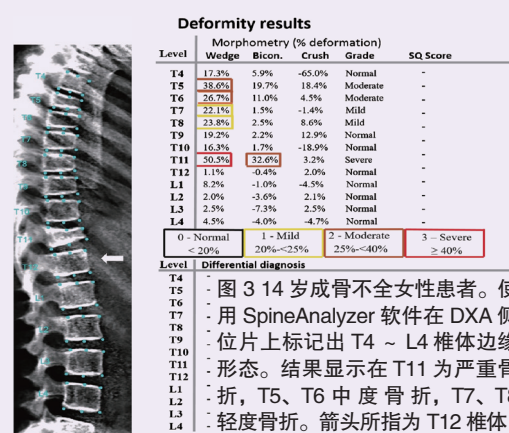 Deformity results
Morphometry (% deformation)
Level Wedge Bicon. Crush Grade SQ Score
T4 17.3% 5.9% -65.0% Normal -
T5 38.6% 19.7% 18.4% Moderate -
T6 26.7% 11.0% 4.5% Moderate -
T7 22.1% 1.5% -1.4% Mild -
T8 23.8% 2.5% 8.6% Mild -
T9 19.2% 2.2% 12.9% Normal -
T10 16.3% 1.7% -18.9% Normal -
T11 50.5% 32.6% 3.2% Severe -
T12 1.1% -0.4% 2.0% Normal -
L1 8.2% -1.0% -4.5% Normal -
L2 2.0% -3.6% 2.1% Normal -
L3 2.5% -7.3% 2.5% Normal -
L4 4.5% -4.0% -4.7% Normal -
0 - Normal 1 - Mild 2 - Moderate 3 – Severe
< 20% 20%-<25% 25%-<40% ≥ 40%
Level Differential diagnosis
T4 -
T5 -
T6 -
T7 -
T8 -
T9 -
T10 -
T11 -
T12 -
L1 -
L2 -
L3 -
L4 -
图 3 14 岁成骨不全女性患者。使
用 SpineAnalyzer 软件在 DXA 侧
位片上标记出 T4 ~ L4 椎体边缘
形态。结果显示在 T11 为严重骨
折，T5、T6 中 度 骨 折，T7、T8
轻度骨折。箭头所指为 T12 椎体